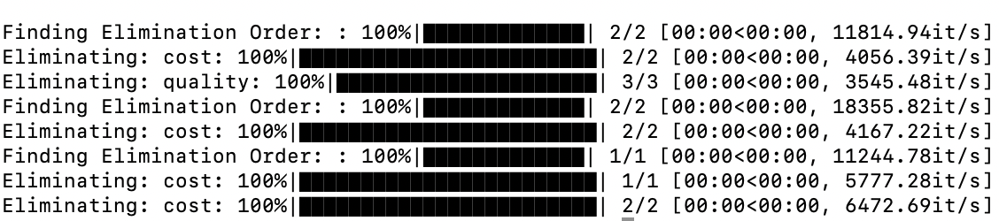 Finding Elimination Order: : 100%|█████████████| 2/2 [00:00<00:00, 11814.94it/s]
Eliminating: cost: 100%|████████████████████████| 2/2 [00:00<00:00, 4056.39it/s]
Eliminating: quality: 100%|█████████████████████| 3/3 [00:00<00:00, 3545.48it/s]
Finding Elimination Order: : 100%|█████████████| 2/2 [00:00<00:00, 18355.82it/s]
Eliminating: cost: 100%|████████████████████████| 2/2 [00:00<00:00, 4167.22it/s]
Finding Elimination Order: : 100%|█████████████| 1/1 [00:00<00:00, 11244.78it/s]
Eliminating: cost: 100%|████████████████████████| 1/1 [00:00<00:00, 5777.28it/s]
Eliminating: cost: 100%|████████████████████████| 2/2 [00:00<00:00, 6472.69it/s]